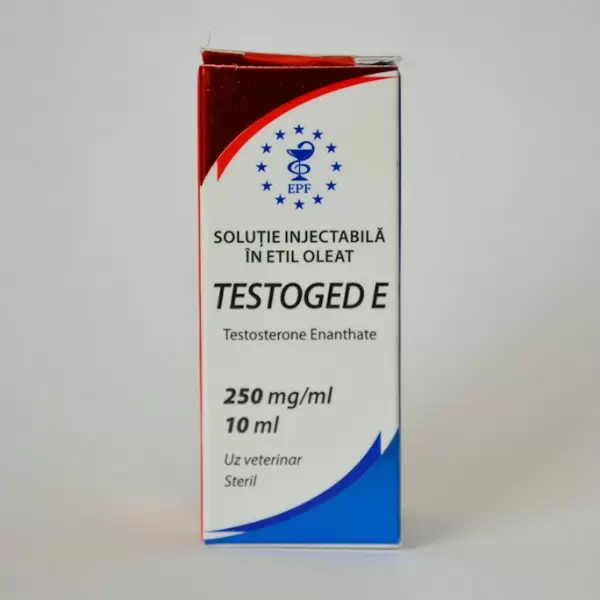 EPF
SOLUȚIE INJECTABILĂ
ÎN ETIL OLEAT
TESTOGED E
Testosterone Enanthate
250 mg/ml
10 ml
Uz veterinar
Steril